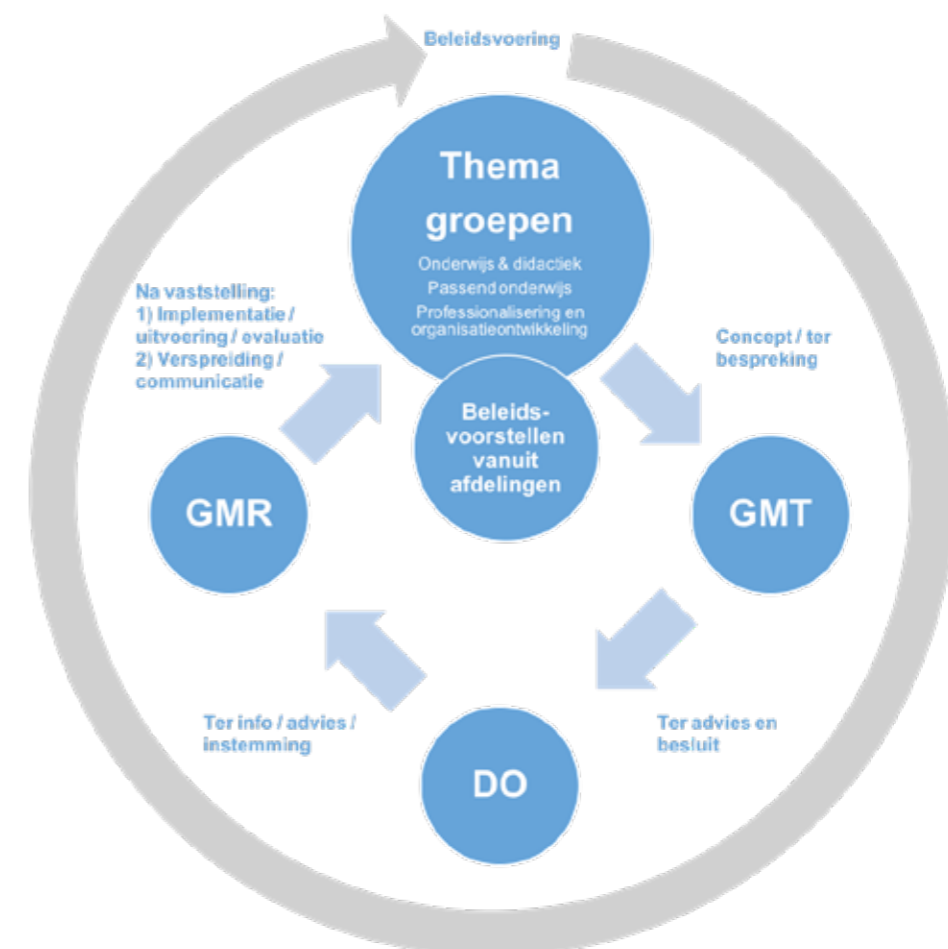 Beleidsvoering
Thema
groepen
Onderwijs & didactiek
Passend onderwijs
Professionalisering en
organisatieontwikkeling
Beleids-
voorstellen
vanuit
afdelingen
Concept / ter
bespreking
GMT
Ter advies en
besluit
DO
Ter info / advies /
instemming
GMR
Na vaststelling:
1) Implementatie /
uitvoering / evaluatie
2) Verspreiding /
communicatie